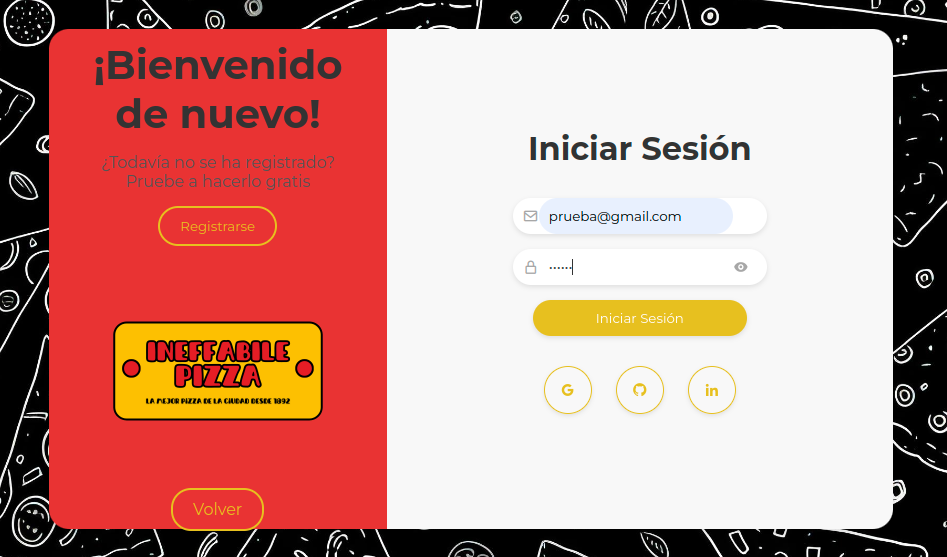 ¡Bienvenido
de nuevo!
¿Todavía no se ha registrado?
Pruebe a hacerlo gratis
Registrarse
INEFFABILE
PIZZA
LA MEJOR PIZZA DE LA CIUDAD DESDE 1892
Volver
Iniciar Sesión
prueba@gmail.com
······
Iniciar Sesión
G
in